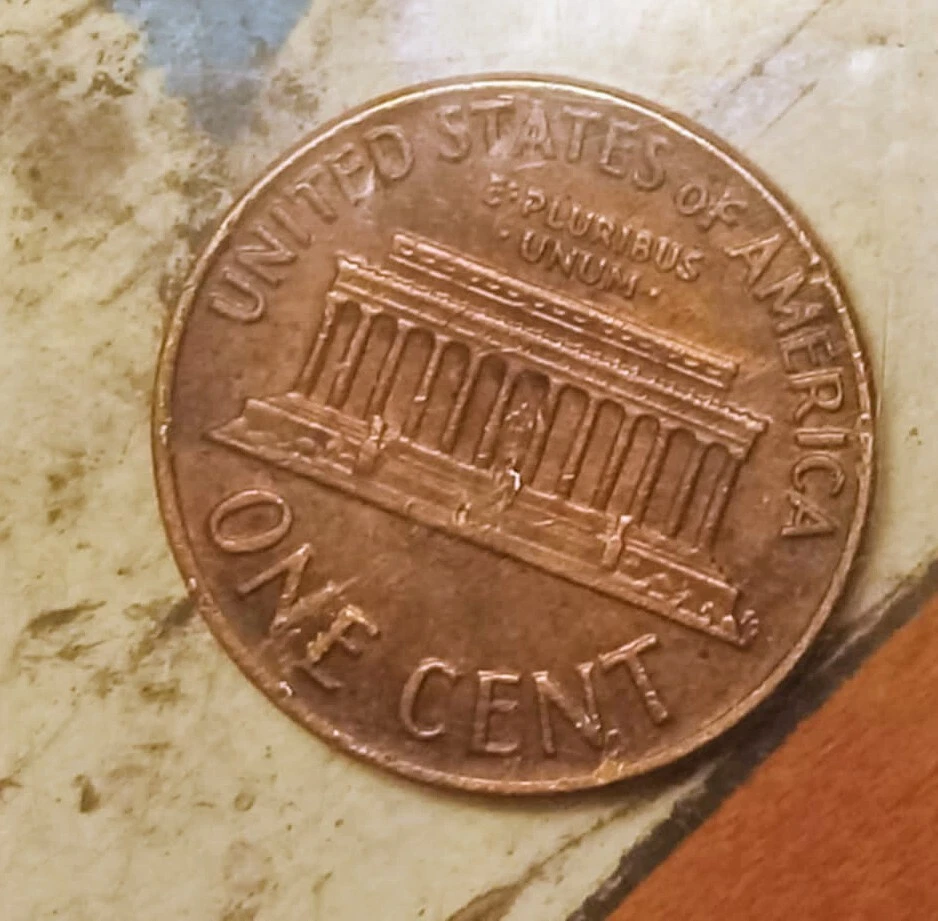 UNITED STATES OF AMERICA
E·PLURIBUS
·UNUM·
ONE CENT